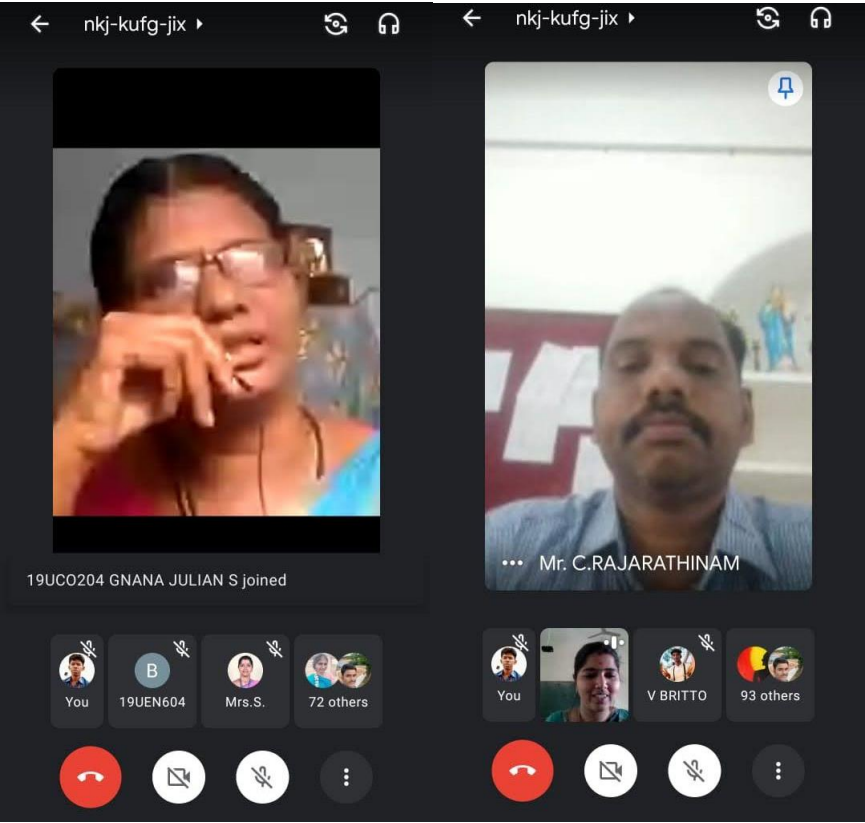 nkj-kufg-jix
19UCO204 GNANA JULIAN S joined
You
B
19UEN604
Mrs.S.
72 others
nkj-kufg-jix
Mr. C.RAJARATHINAM
You
V BRITTO
93 others